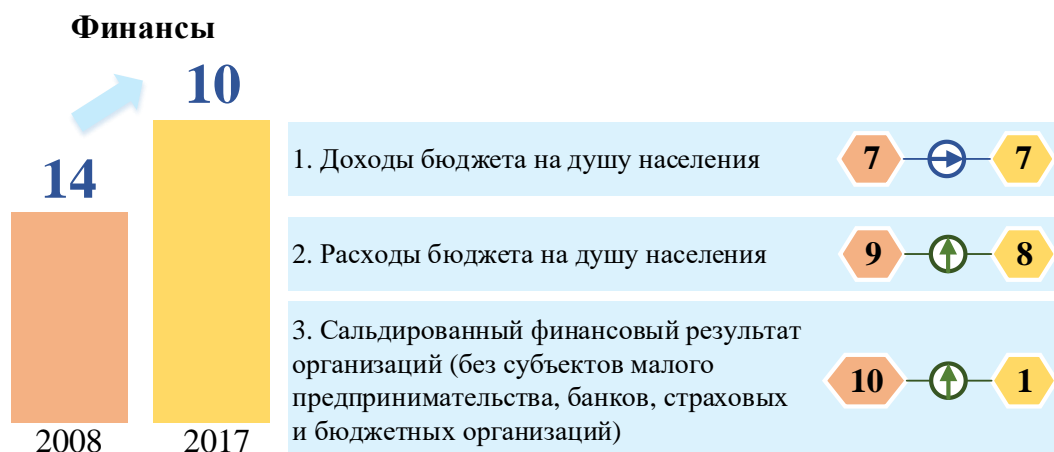 Финансы
14
10
2008
2017
1. Доходы бюджета на душу населения
7
7
2. Расходы бюджета на душу населения
9
8
3. Сальдированный финансовый результат
организаций (без субъектов малого
предпринимательства, банков, страховых
и бюджетных организаций)
10
1